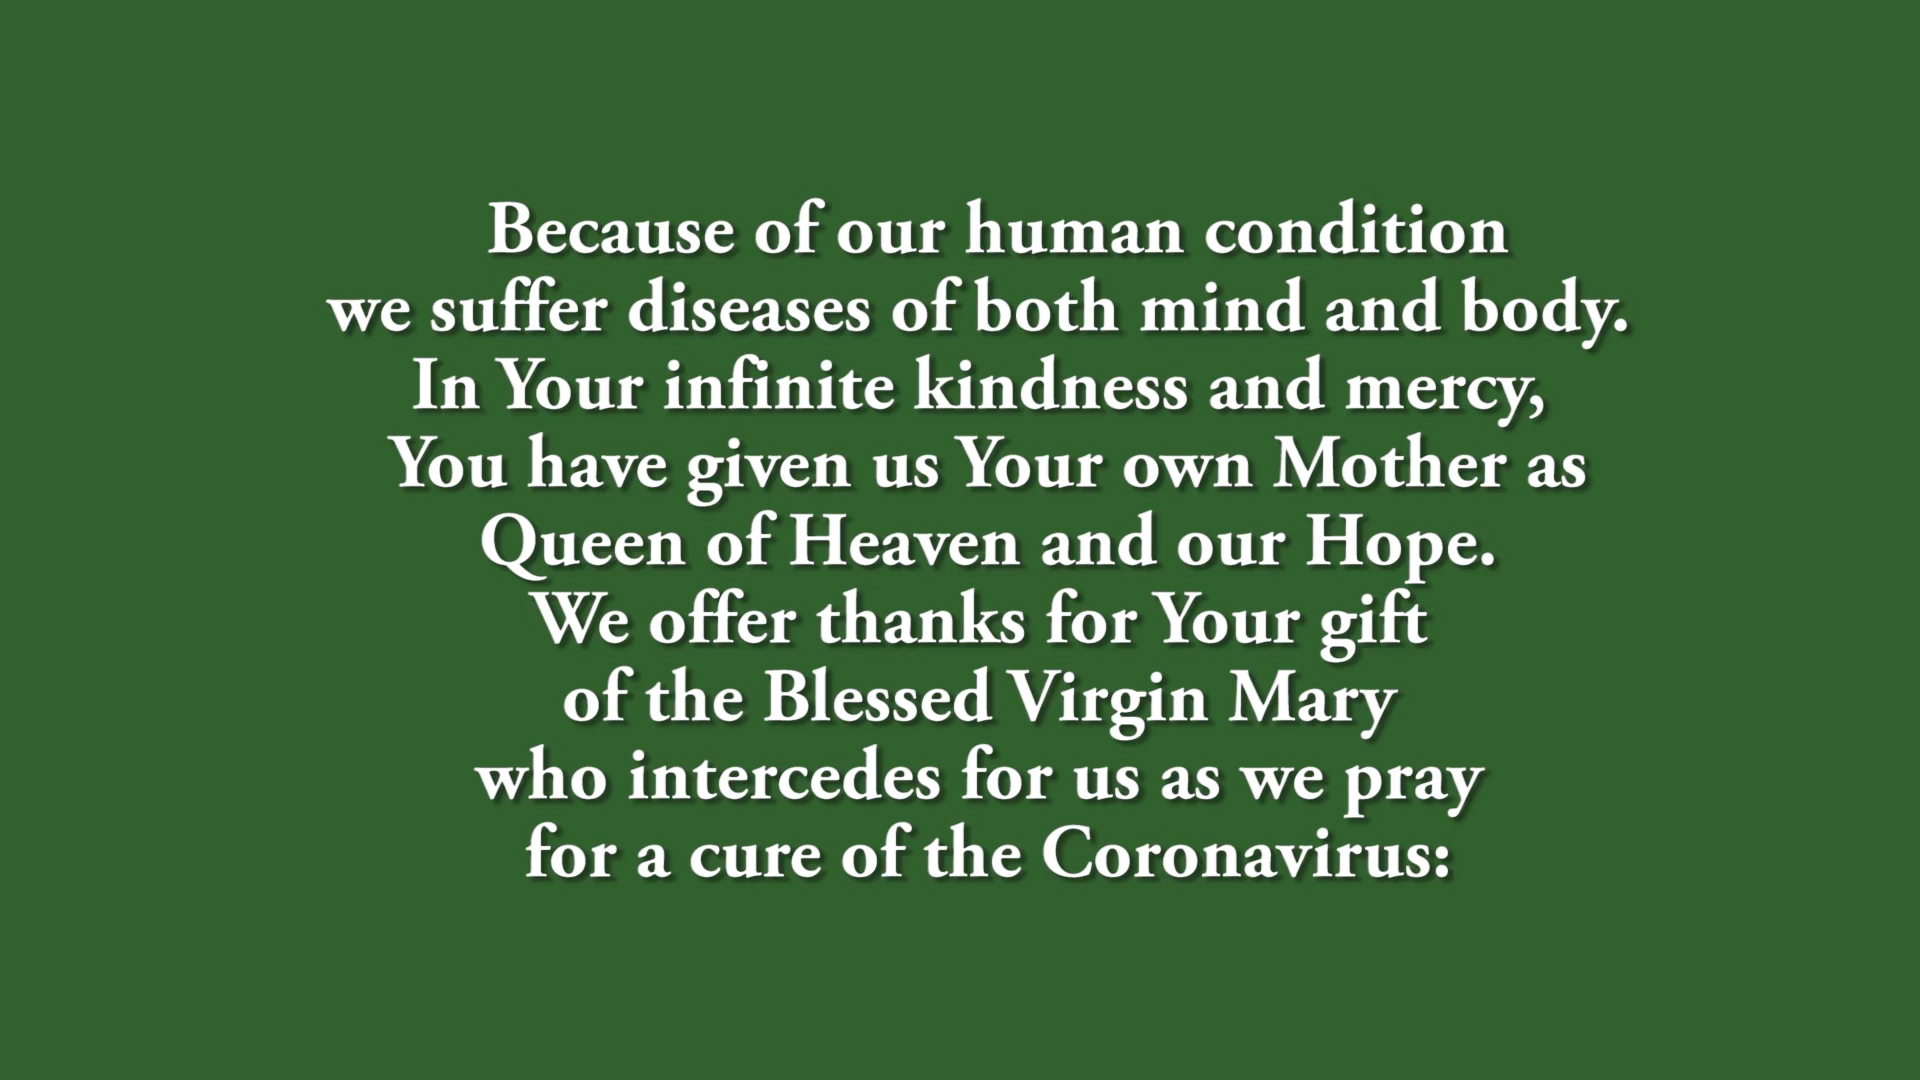 Because of our human condition
we suffer diseases of both mind and body.
In Your infinite kindness and mercy,
You have given us Your own Mother as
Queen of Heaven and our Hope.
We offer thanks for Your gift
of the Blessed Virgin Mary
who intercedes for us as we pray
for a cure of the Coronavirus: